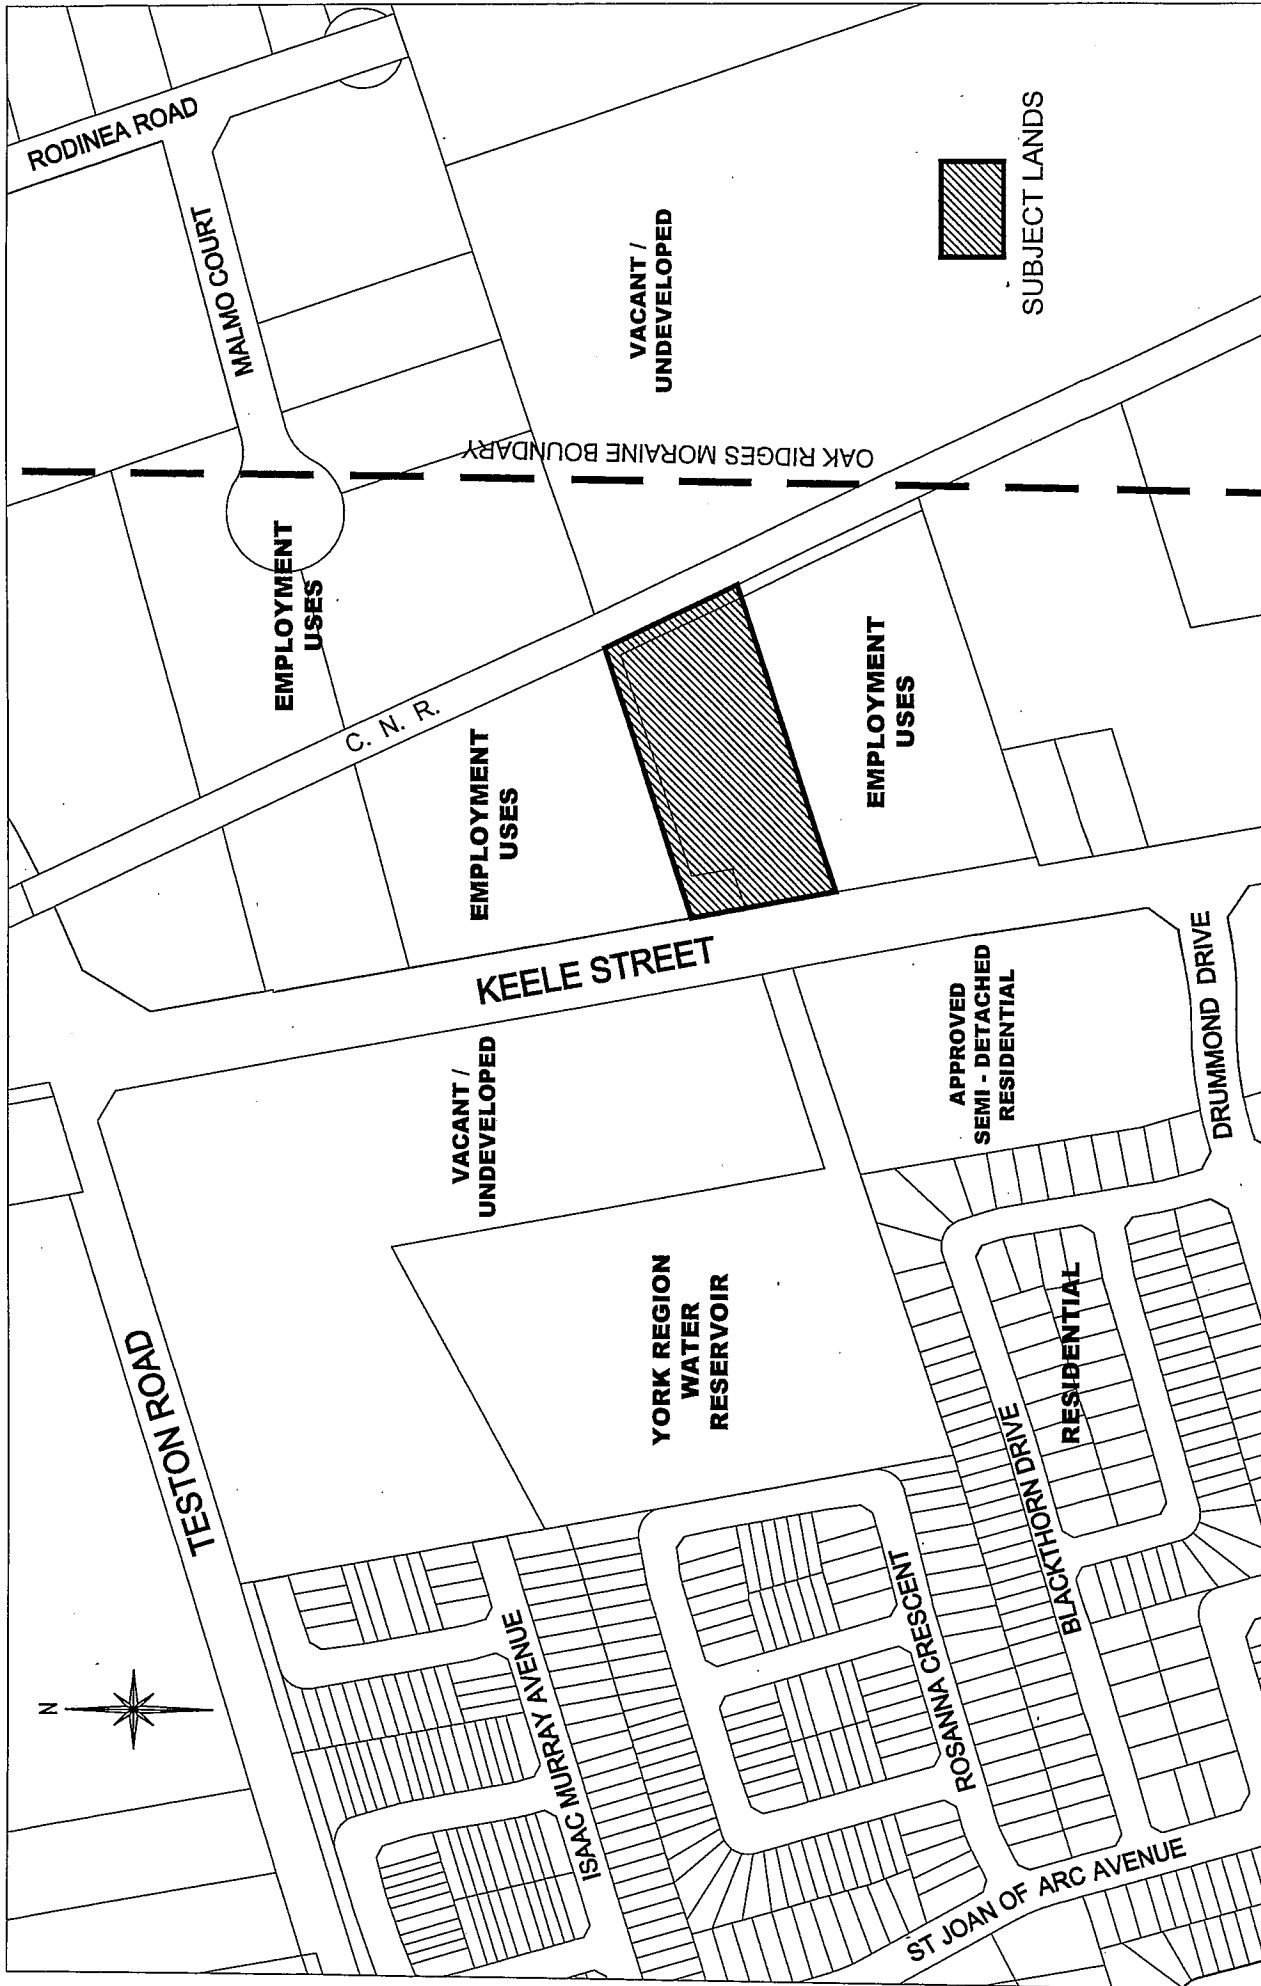 N
TESTON ROAD
KEELE STREET
RODINEA ROAD
MALMO COURT
C. N. R.
EMPLOYMENT
USES
EMPLOYMENT
USES
EMPLOYMENT
USES
VACANT /
UNDEVELOPED
OAK RIDGES MORAINE BOUNDARY
VACANT /
UNDEVELOPED
YORK REGION
WATER
RESERVOIR
APPROVED
SEMI - DETACHED
RESIDENTIAL
DRUMMOND DRIVE
RESIDENTIAL
BLACKTHORN DRIVE
ROSANNA CRESCENT
ISAAC MURRAY AVENUE
ST JOAN OF ARC AVENUE
SUBJECT LANDS